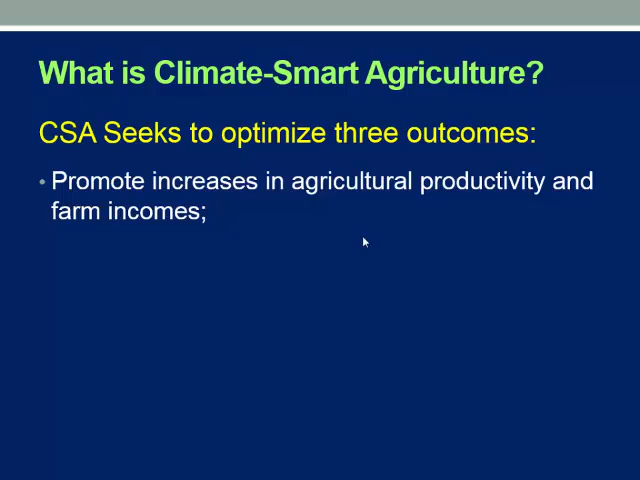 What is Climate-Smart Agriculture?
CSA Seeks to optimize three outcomes:
• Promote increases in agricultural productivity and
farm incomes;